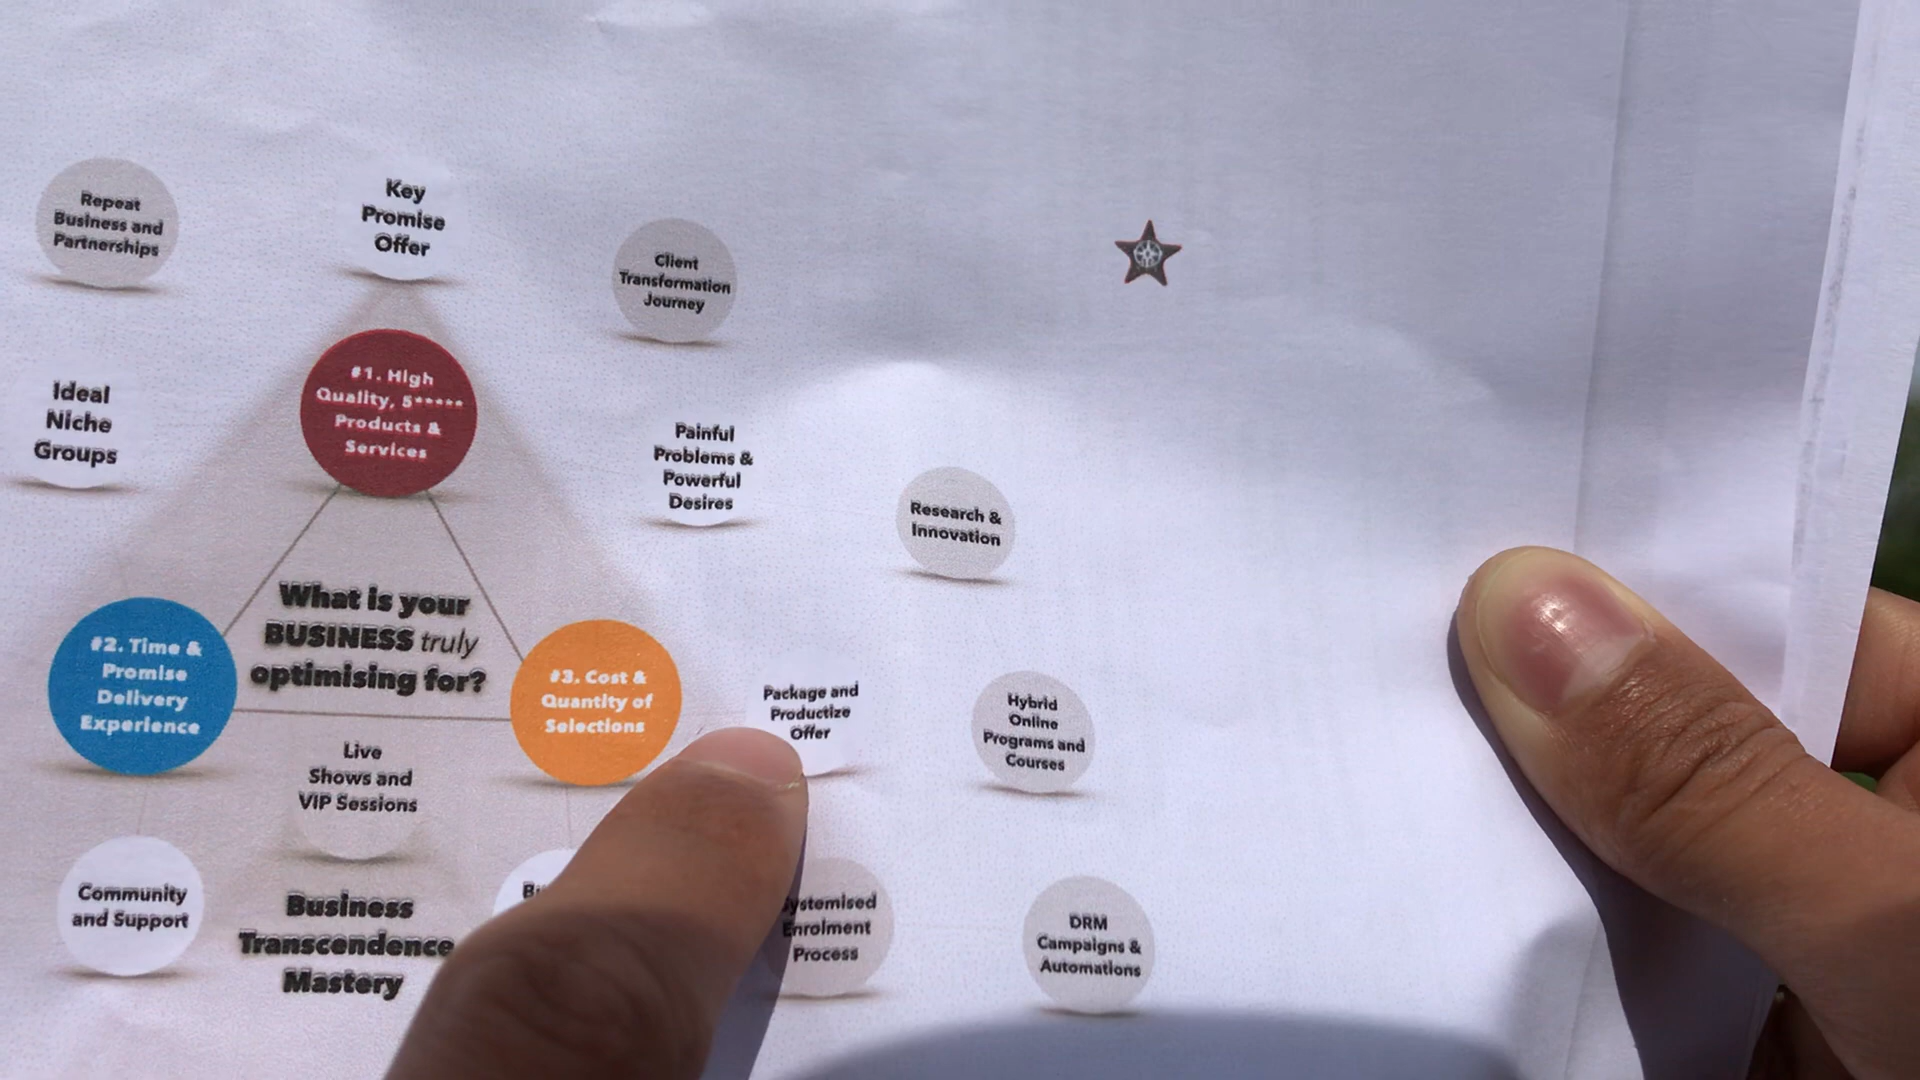 Repeat
Business and
Partnerships
Key
Promise
Offer
Client
Transformation
Journey
Ideal
Niche
Groups
#1. High
Quality, 5*****
Products &
Services
Painful
Problems &
Powerful
Desires
Research &
Innovation
What is your
BUSINESS truly
optimising for?
#2. Time &
Promise
Delivery
Experience
#3. Cost &
Quantity of
Selections
Package and
Productize
Offer
Hybrid
Online
Programs and
Courses
Live
Shows and
VIP Sessions
Community
and Support
Business
Transcendence
Mastery
Enrolment
Process
DRM
Campaigns &
Automations